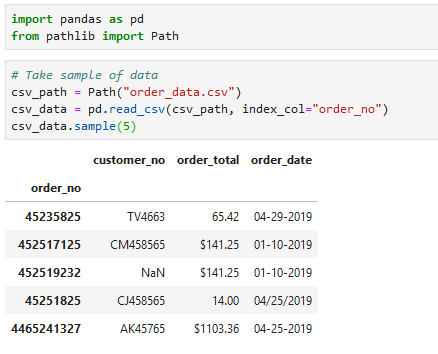 import pandas as pd
from pathlib import Path
# Take sample of data
csv_path = Path("order_data.csv")
csv_data = pd.read_csv(csv_path, index_col="order_no")
csv_data.sample(5)
customer_no order_total order_date
order_no
45235825 TV4663 65.42 04-29-2019
452517125 CM458565 $141.25 01-10-2019
452519232 NaN $141.25 01-10-2019
45251825 CJ458565 14.00 04/25/2019
4465241327 AK45765 $1103.36 04-25-2019